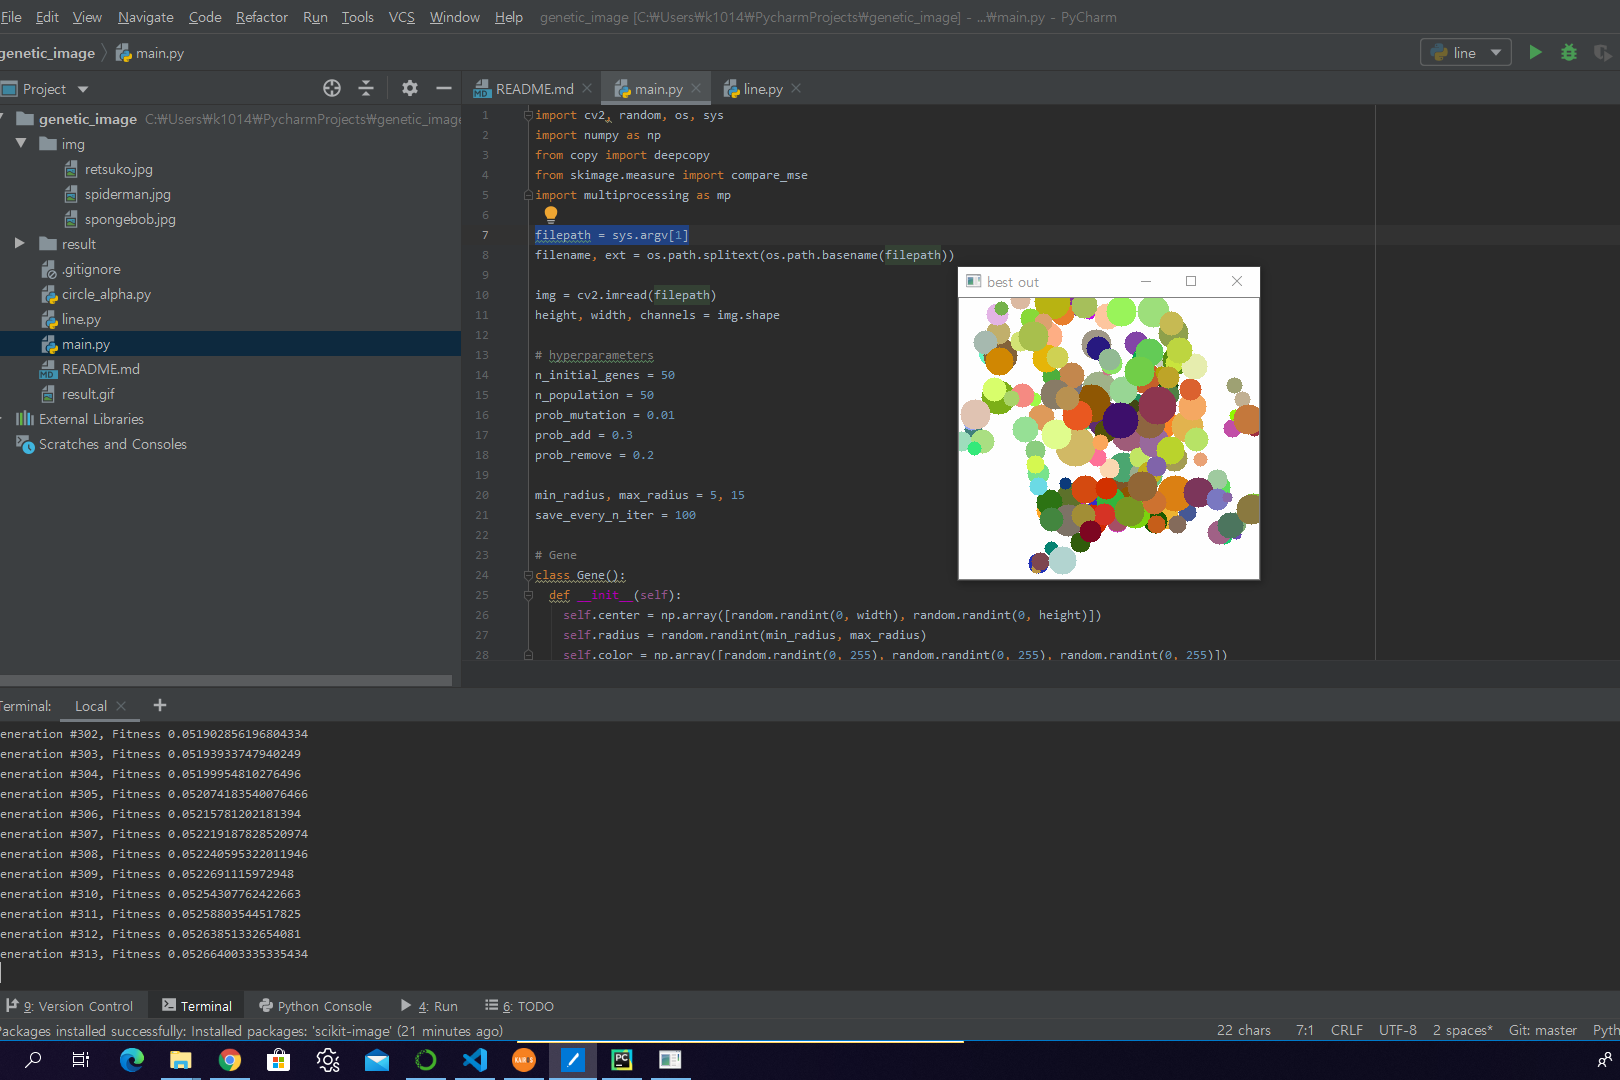 File Edit View Navigate Code Refactor Run Tools VCS Window Help genetic_image [C:₩Users₩k1014₩PycharmProjects₩genetic_image] - ...₩main.py - PyCharm
genetic_image main.py
line
Project
README.md main.py line.py
genetic_image C:₩Users₩k1014₩PycharmProjects₩genetic_image
img
retsuko.jpg
spiderman.jpg
spongebob.jpg
result
.gitignore
circle_alpha.py
line.py
main.py
README.md
result.gif
External Libraries
Scratches and Consoles
1 import cv2, random, os, sys
2 import numpy as np
3 from copy import deepcopy
4 from skimage.measure import compare_mse
5 import multiprocessing as mp
6
7 filepath = sys.argv[1]
8 filename, ext = os.path.splitext(os.path.basename(filepath))
9
10 img = cv2.imread(filepath)
11 height, width, channels = img.shape
12
13 # hyperparameters
14 n_initial_genes = 50
15 n_population = 50
16 prob_mutation = 0.01
17 prob_add = 0.3
18 prob_remove = 0.2
19
20 min_radius, max_radius = 5, 15
21 save_every_n_iter = 100
22
23 # Gene
24 class Gene():
25 def __init__(self):
26 self.center = np.array([random.randint(0, width), random.randint(0, height)])
27 self.radius = random.randint(min_radius, max_radius)
28 self.color = np.array([random.randint(0, 255), random.randint(0, 255), random.randint(0, 255)])
best out
Terminal: Local
eneration #302, Fitness 0.051902856196804334
eneration #303, Fitness 0.05193933747940249
eneration #304, Fitness 0.05199954810276496
eneration #305, Fitness 0.052074183540076466
eneration #306, Fitness 0.05215781202181394
eneration #307, Fitness 0.052219187828520974
eneration #308, Fitness 0.052240595322011946
eneration #309, Fitness 0.0522691115972948
eneration #310, Fitness 0.05254307762422663
eneration #311, Fitness 0.05258803544517825
eneration #312, Fitness 0.05263851332654081
eneration #313, Fitness 0.052664003335335434
9: Version Control Terminal Python Console 4: Run 6: TODO
Packages installed successfully: Installed packages: 'scikit-image' (21 minutes ago) 22 chars 7:1 CRLF UTF-8 2 spaces* Git: master Pyth